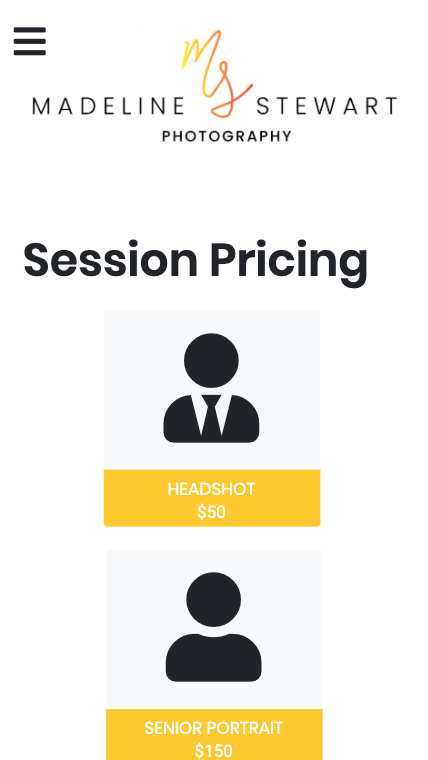 MS
MADELINE STEWART
PHOTOGRAPHY
Session Pricing
HEADSHOT
$50
SENIOR PORTRAIT
$150